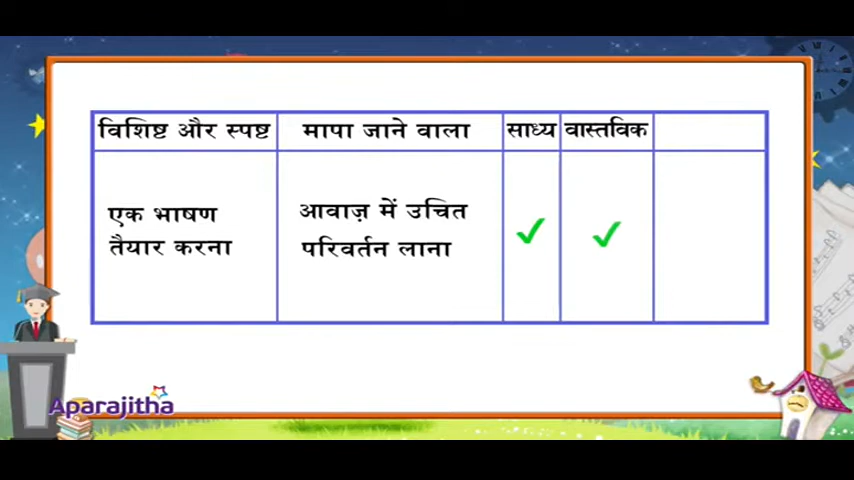 विशिष्ट और स्पष्ट मापा जाने वाला साध्य वास्तविक
एक भाषण
तैयार करना
आवाज़ में उचित
परिवर्तन लाना
Aparajitha